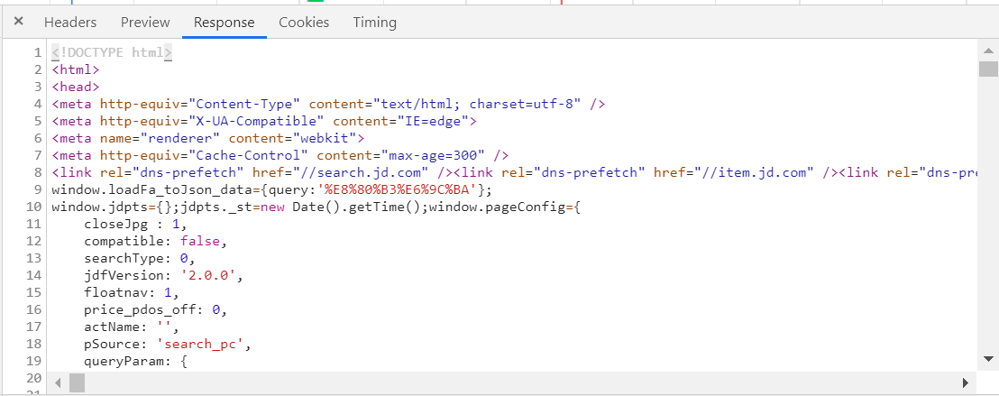 × Headers Preview Response Cookies Timing
1 <!DOCTYPE html>
2 <html>
3 <head>
4 <meta http-equiv="Content-Type" content="text/html; charset=utf-8" />
5 <meta http-equiv="X-UA-Compatible" content="IE=edge">
6 <meta name="renderer" content="webkit">
7 <meta http-equiv="Cache-Control" content="max-age=300" />
8 <link rel="dns-prefetch" href="//search.jd.com" /><link rel="dns-prefetch" href="//item.jd.com" /><link rel="dns-pre
9 window.loadFa_toJson_data={query:'%E8%80%B3%E6%9C%BA'};
10 window.jdpts={};jdpts._st=new Date().getTime();window.pageConfig={
11 closeJpg : 1,
12 compatible: false,
13 searchType: 0,
14 jdfVersion: '2.0.0',
15 floatnav: 1,
16 price_pdos_off: 0,
17 actName: '',
18 pSource: 'search_pc',
19 queryParam: {
20
21